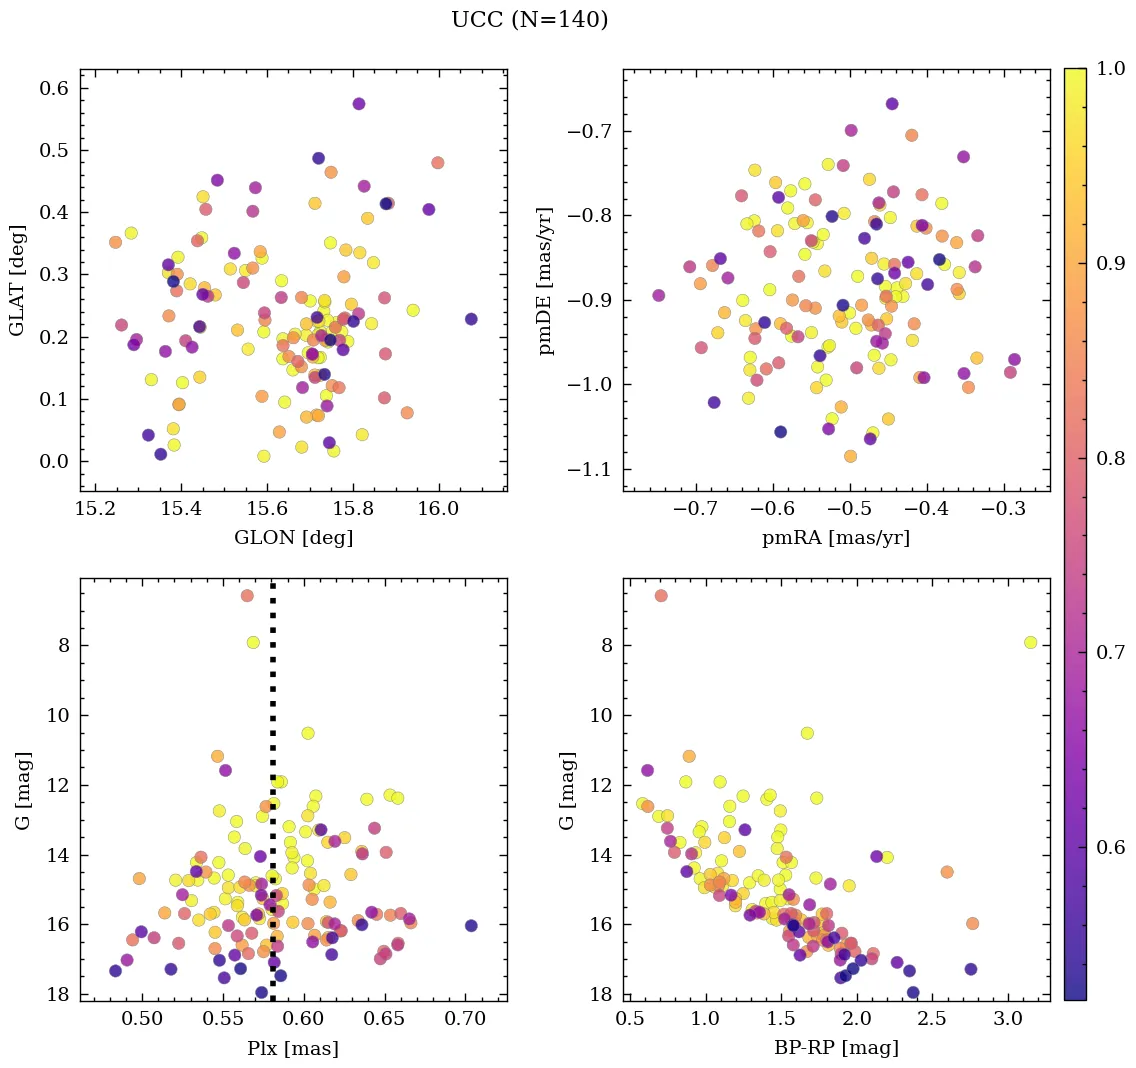 UCC (N=140)
0.6
0.5
0.4
0.3
0.2
0.1
0.0
GLAT [deg]
15.2 15.4 15.6 15.8 16.0
GLON [deg]
−0.7
−0.8
−0.9
−1.0
−1.1
pmDE [mas/yr]
−0.7 −0.6 −0.5 −0.4 −0.3
pmRA [mas/yr]
1.0
0.9
0.8
0.7
0.6
8
10
12
14
16
18
G [mag]
0.50 0.55 0.60 0.65 0.70
Plx [mas]
8
10
12
14
16
18
G [mag]
0.5 1.0 1.5 2.0 2.5 3.0
BP-RP [mag]